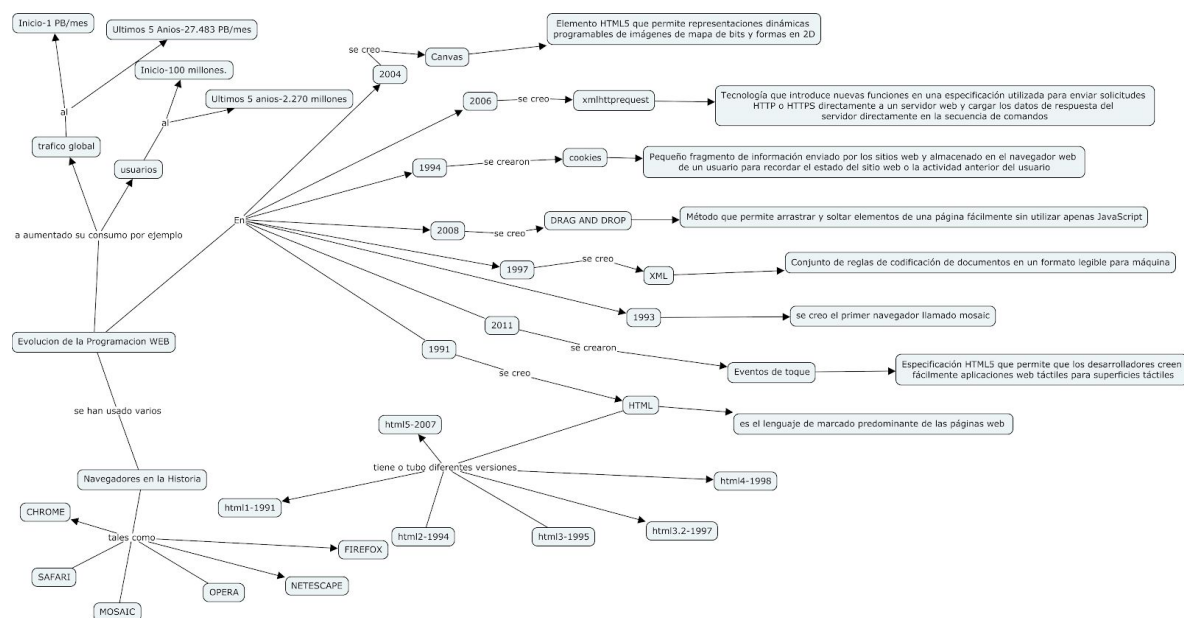 Inicio-1 PB/mes
Ultimos 5 Anios-27.483 PB/mes
Inicio-100 millones.
Ultimos 5 anios-2.270 millones
al
al
trafico global
usuarios
a aumentado su consumo por ejemplo
Evolucion de la Programacion WEB
En
2004
se creo
Canvas
Elemento HTML5 que permite representaciones dinámicas
programables de imágenes de mapa de bits y formas en 2D
2006
se creo
xmlhttprequest
Tecnología que introduce nuevas funciones en una especificación utilizada para enviar solicitudes
HTTP o HTTPS directamente a un servidor web y cargar los datos de respuesta del
servidor directamente en la secuencia de comandos
1994
se crearon
cookies
Pequeño fragmento de información enviado por los sitios web y almacenado en el navegador web
de un usuario para recordar el estado del sitio web o la actividad anterior del usuario
2008
se creo
DRAG AND DROP
Método que permite arrastrar y soltar elementos de una página fácilmente sin utilizar apenas JavaScript
1997
se creo
XML
Conjunto de reglas de codificación de documentos en un formato legible para máquina
1993
se creo el primer navegador llamado mosaic
2011
se crearon
Eventos de toque
Especificación HTML5 que permite que los desarrolladores creen
fácilmente aplicaciones web táctiles para superficies táctiles
1991
se creo
HTML
es el lenguaje de marcado predominante de las páginas web
tiene o tubo diferentes versiones
html5-2007
html4-1998
html1-1991
html2-1994
html3-1995
html3.2-1997
se han usado varios
Navegadores en la Historia
tales como
CHROME
SAFARI
MOSAIC
OPERA
NETESCAPE
FIREFOX